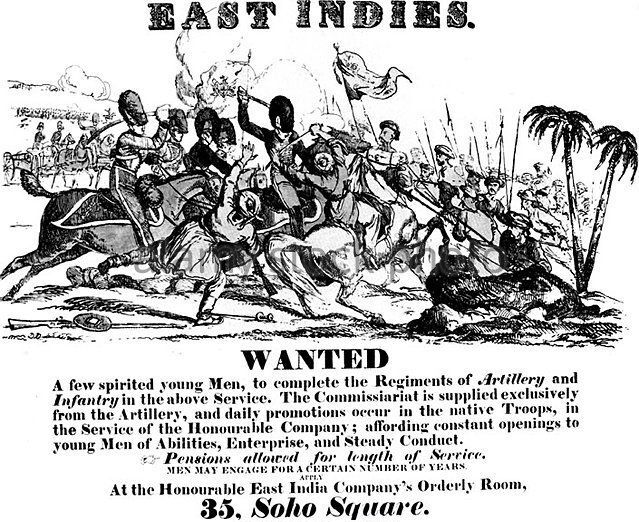 EAST INDIES.
alamy stock photo
WANTED
A few spirited young Men, to complete the Regiments of Artillery and
Infantry in the above Service. The Commissiariat is supplied exclusively
from the Artillery, and daily promotions occur in the native Troops, in
the Service of the Honourable Company; affording constant openings to
young Men of Abilities, Enterprise, and Steady Conduct.
☞ Pensions allowed for length of Service.
MEN MAY ENGAGE FOR A CERTAIN NUMBER OF YEARS.
APPLY
At the Honourable East India Company's Orderly Room,
35, Soho Square.